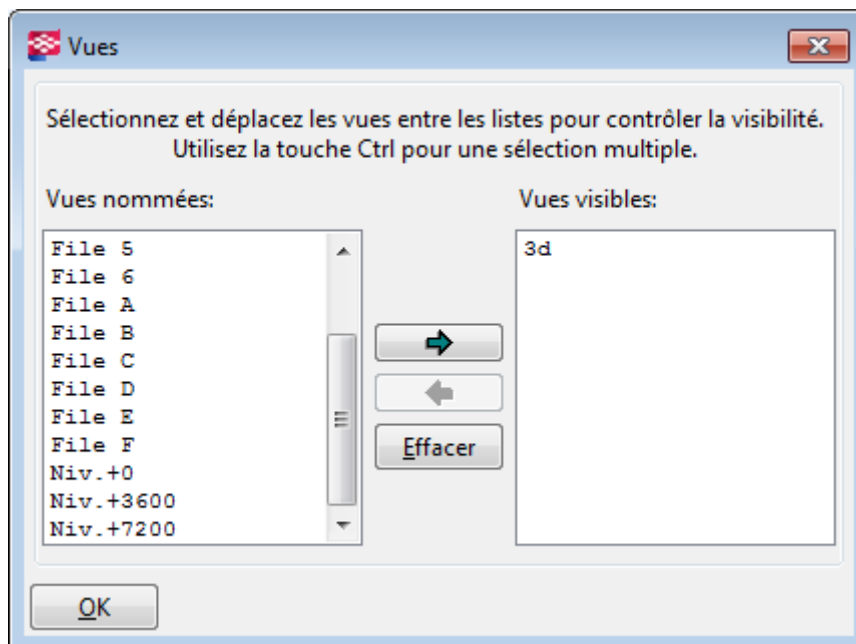 Vues
Sélectionnez et déplacez les vues entre les listes pour contrôler la visibilité.
Utilisez la touche Ctrl pour une sélection multiple.
Vues nommées:
Vues visibles:
File 5
File 6
File A
File B
File C
File D
File E
File F
Niv.+0
Niv.+3600
Niv.+7200
3d
Effacer
OK